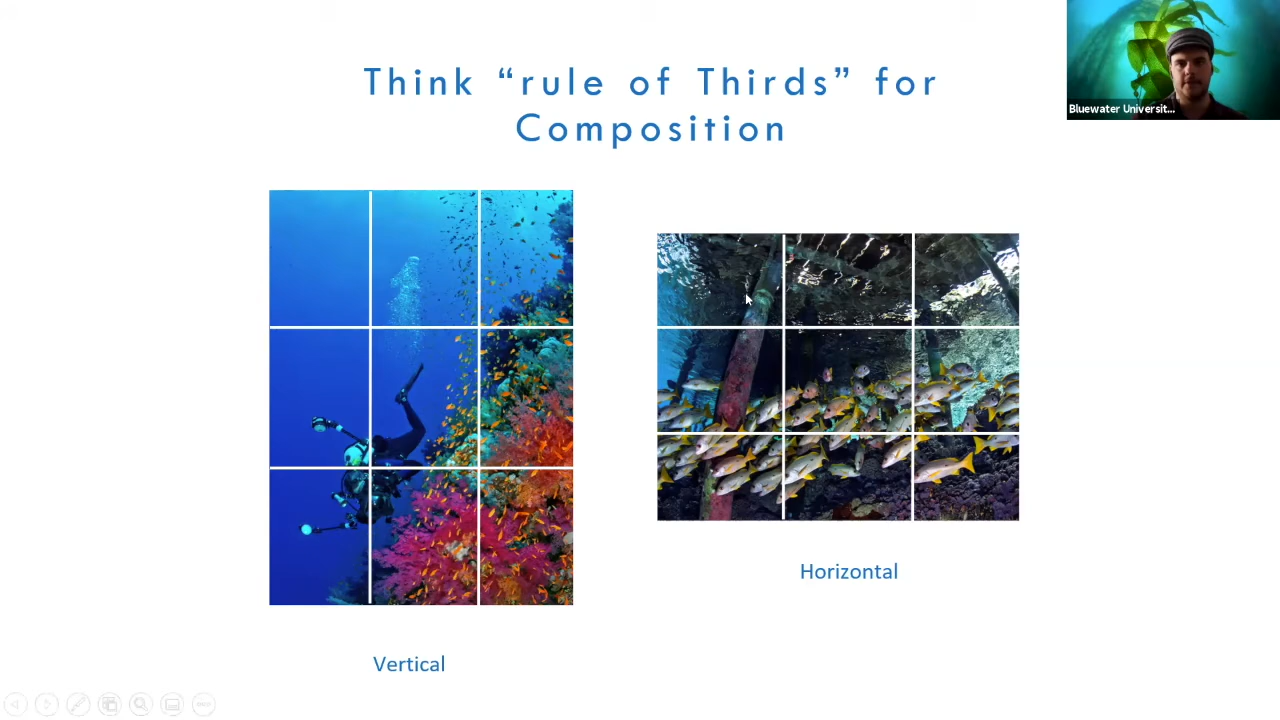 Think “rule of Thirds” for
Composition
Bluewater Universit...
Horizontal
Vertical